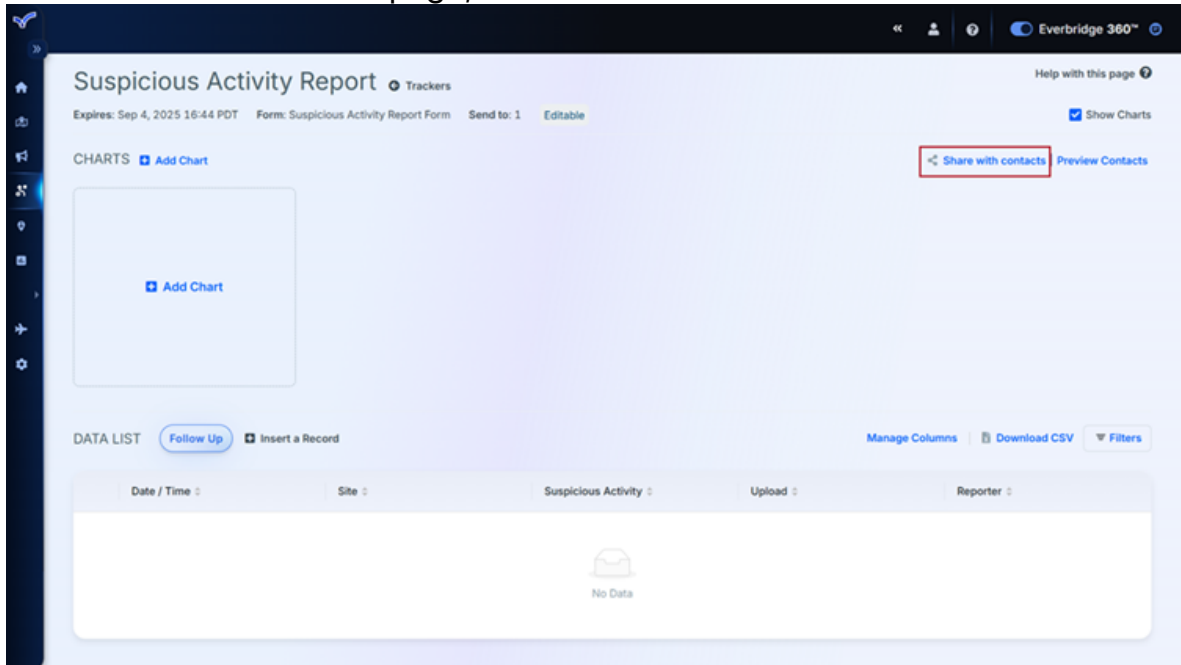 « Everbridge 360™
»
Suspicious Activity Report Trackers
Help with this page
Expires: Sep 4, 2025 16:44 PDT Form: Suspicious Activity Report Form Send to: 1 Editable
Show Charts
CHARTS Add Chart
Share with contacts | Preview Contacts
Add Chart
DATA LIST Follow Up Insert a Record
Manage Columns | Download CSV Filters
Date / Time Site Suspicious Activity Upload Reporter
No Data